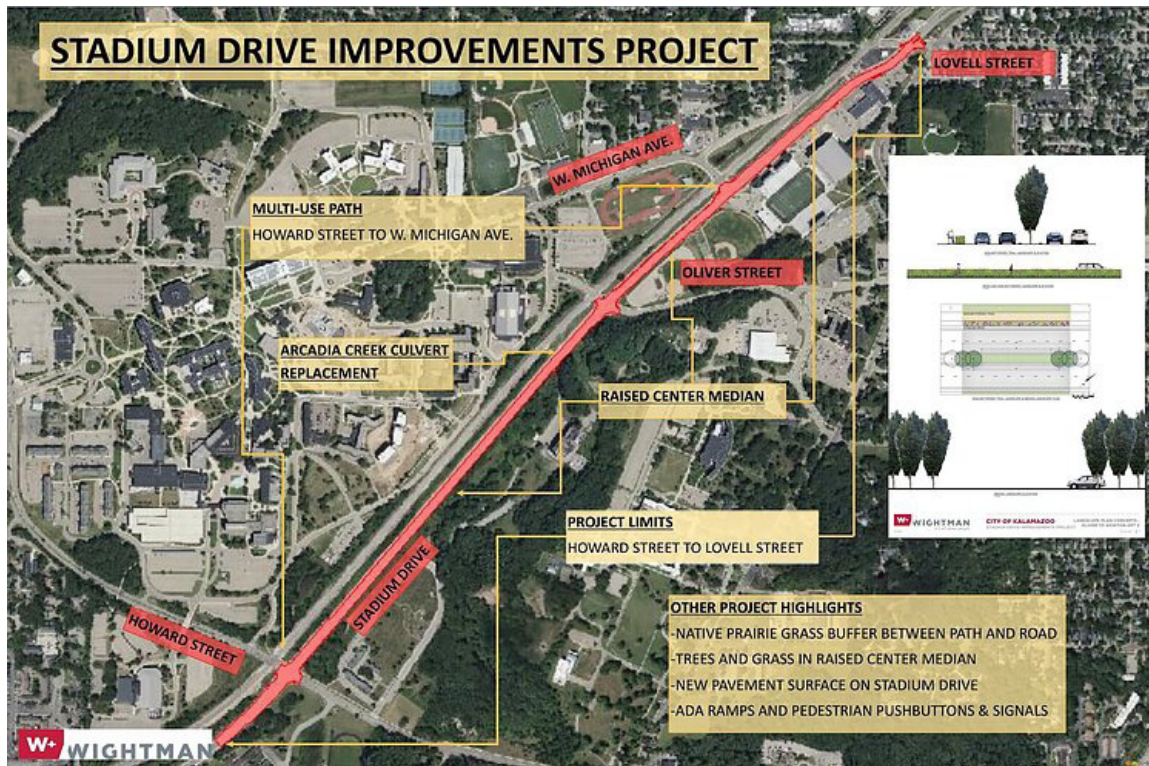 STADIUM DRIVE IMPROVEMENTS PROJECT
LOVELL STREET
W. MICHIGAN AVE.
MULTI-USE PATH
HOWARD STREET TO W. MICHIGAN AVE.
OLIVER STREET
ARCADIA CREEK CULVERT
REPLACEMENT
RAISED CENTER MEDIAN
PROJECT LIMITS
HOWARD STREET TO LOVELL STREET
STADIUM DRIVE
HOWARD STREET
OTHER PROJECT HIGHLIGHTS
-NATIVE PRAIRIE GRASS BUFFER BETWEEN PATH AND ROAD
-TREES AND GRASS IN RAISED CENTER MEDIAN
-NEW PAVEMENT SURFACE ON STADIUM DRIVE
-ADA RAMPS AND PEDESTRIAN PUSHBUTTONS & SIGNALS
W+ WIGHTMAN
W+ WIGHTMAN
CITY OF KALAMAZOO